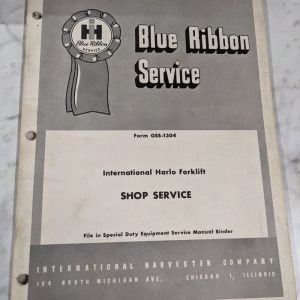 IH
Blue Ribbon
SERVICE
Blue Ribbon
Service
Form OSS-1304
International Harlo Forklift
SHOP SERVICE
File in Special Duty Equipment Service Manual Binder
INTERNATIONAL HARVESTER COMPANY
180 NORTH MICHIGAN AVE. CHICAGO 1, ILLINOIS